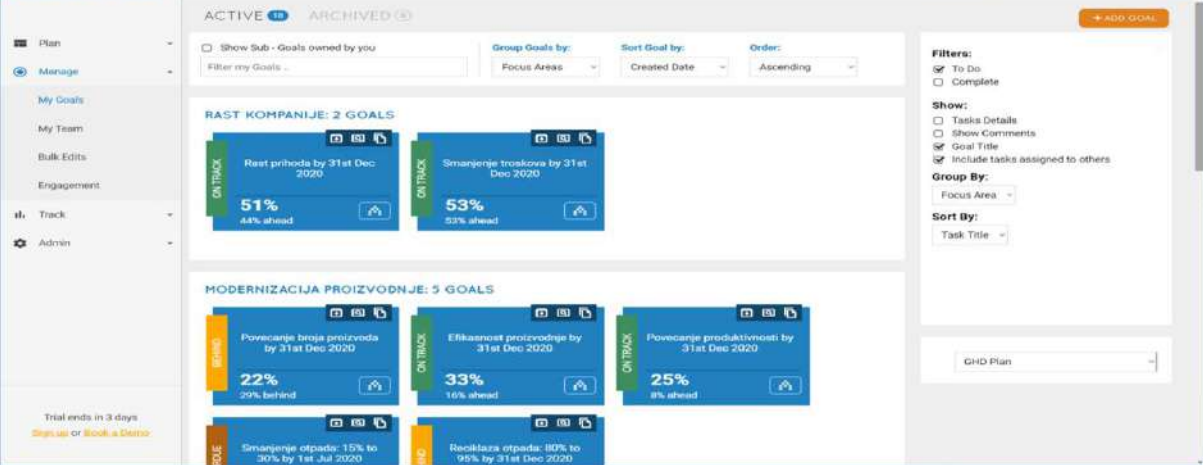 ACTIVE 18 ARCHIVED
+ ADD GOAL
Plan
Manage
My Goals
My Team
Bulk Edits
Engagement
Track
Admin
Trial ends in 3 days
Sign up or Book a Demo
Show Sub - Goals owned by you
Filter my Goals ..
Group Goals by:
Focus Areas
Sort Goal by:
Created Date
Order:
Ascending
RAST KOMPANIJE: 2 GOALS
ON TRACK
Rast prihoda by 31st Dec
2020
51%
44% ahead
ON TRACK
Smanjenje troskova by 31st
Dec 2020
53%
53% ahead
MODERNIZACIJA PROIZVODNJE: 5 GOALS
BEHIND
Povecanje broja proizvoda
by 31st Dec 2020
22%
29% behind
ON TRACK
Efikasnost proizvodnje by
31st Dec 2020
33%
16% ahead
ON TRACK
Povecanje produktivnosti by
31st Dec 2020
25%
8% ahead
Smanjenje otpada: 15% to
30% by 1st Jul 2020
Reciklaza otpada: 80% to
95% by 31st Dec 2020
Filters:
To Do
Complete
Show:
Tasks Details
Show Comments
Goal Title
Include tasks assigned to others
Group By:
Focus Area
Sort By:
Task Title
GHD Plan